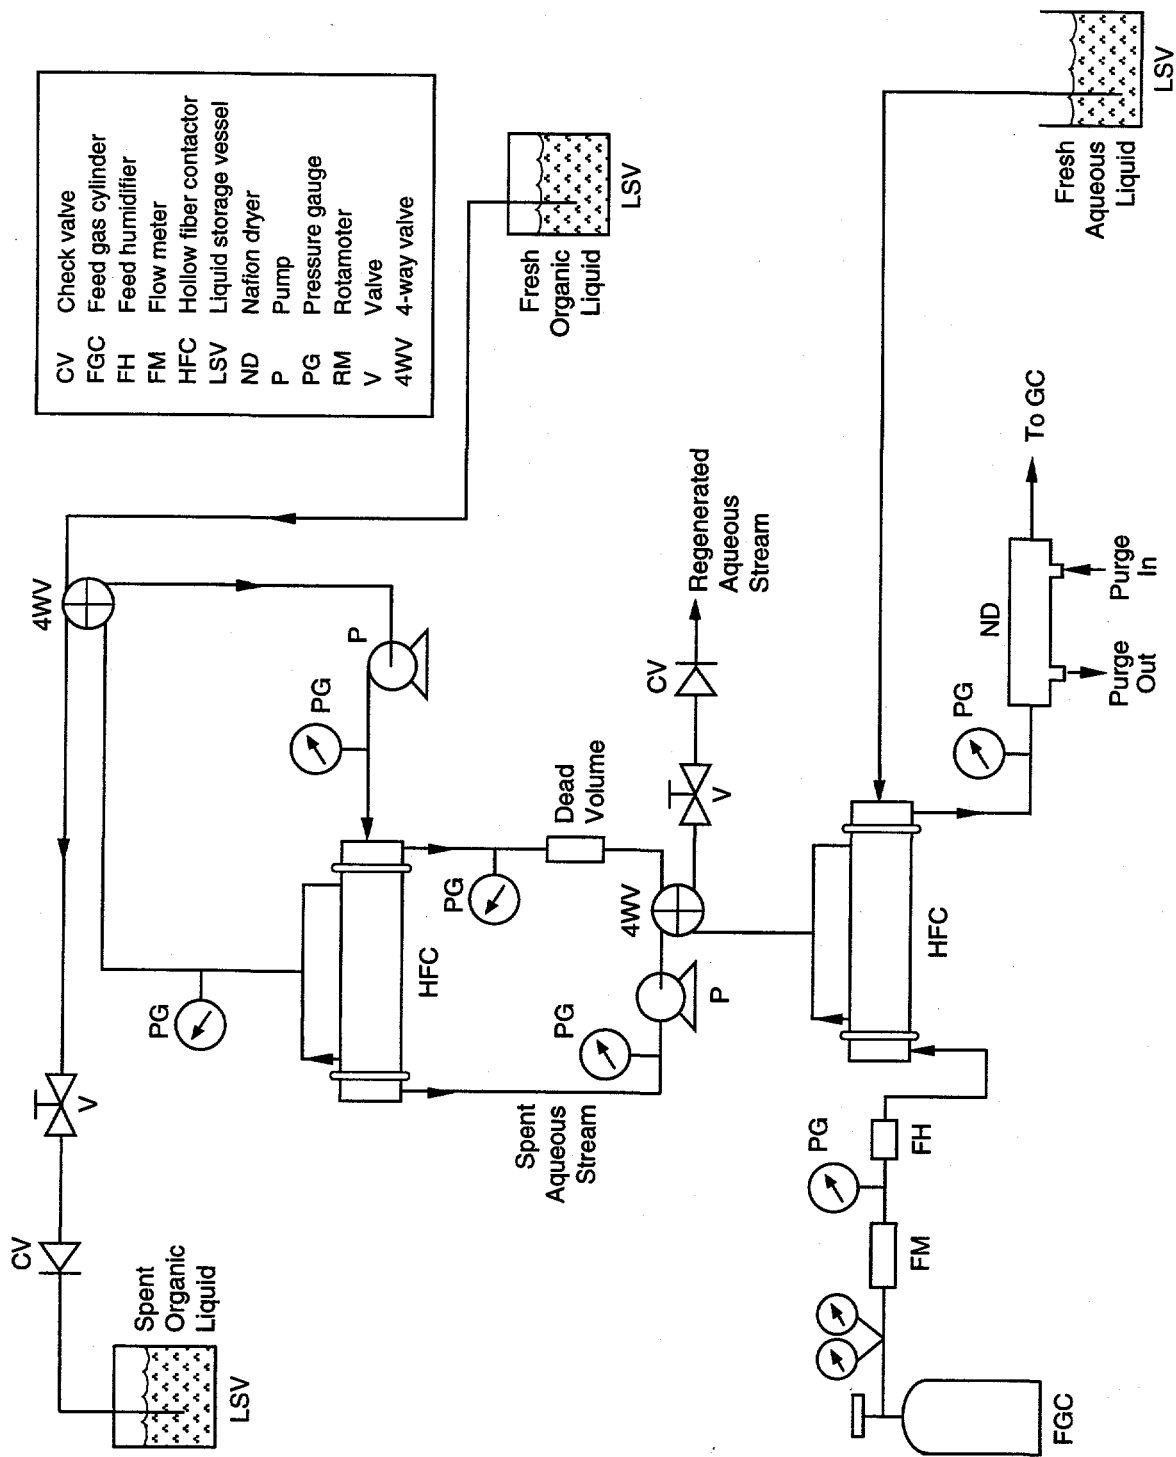 CV Check valve
FGC Feed gas cylinder
FH Feed humidifier
FM Flow meter
HFC Hollow fiber contactor
LSV Liquid storage vessel
ND Nafion dryer
P Pump
PG Pressure gauge
RM Rotamoter
V Valve
4WV 4-way valve
4WV
V
CV
Spent
Organic
Liquid
LSV
PG
P
PG
Fresh
Organic
Liquid
LSV
HFC
PG
Dead
Volume
Spent
Aqueous
Stream
PG
P
4WV
V
CV
Regenerated
Aqueous
Stream
FGC
FM
PG
FH
HFC
PG
ND
Purge
Out
Purge
In
To GC
Fresh
Aqueous
Liquid
LSV